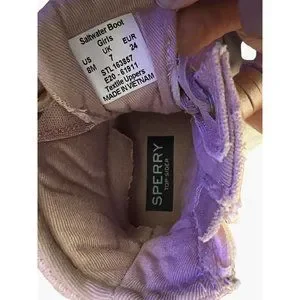 Saltwater Boot
Girls
US UK EUR
8M 7 24
STL163857
E20 - 61911
Textile Uppers
MADE IN VIETNAM
SPERRY
TOP-SIDER